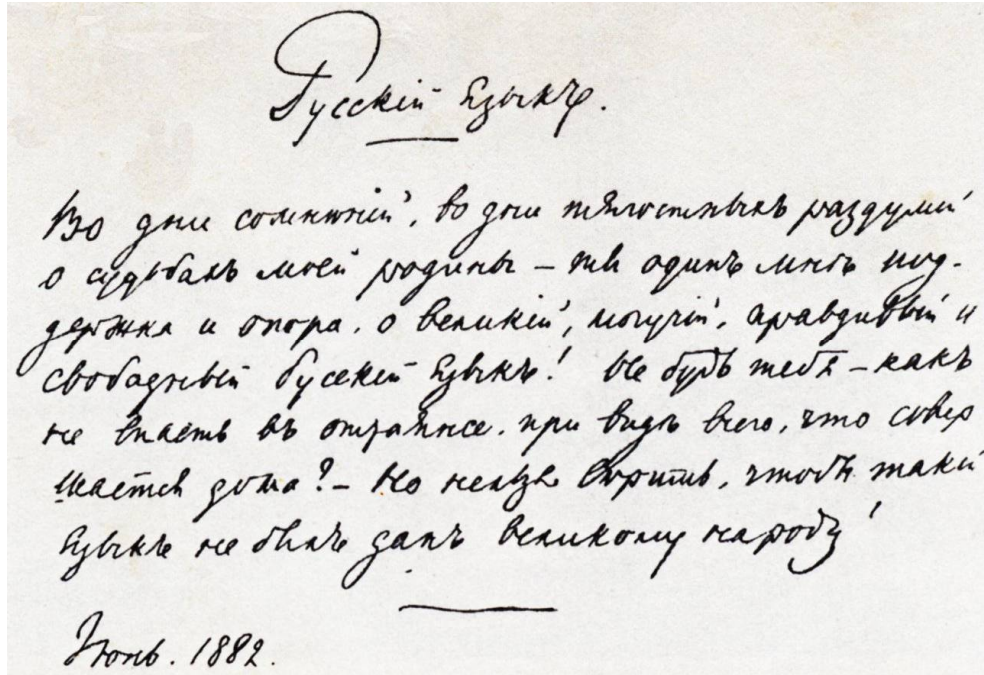 Русскій языкъ.
Во дни сомнѣній, во дни тягостныхъ раздумій
о судьбахъ моей родины – ты одинъ мнѣ под-
держка и опора, о великій, могучій, правдивый и
свободный русскій языкъ! Не будь тебя – какъ
не впасть въ отчаянье, при видѣ всего, что совер
шается дома? – Но нельзя вѣрить, чтобы такой
языкъ не былъ данъ великому народу!
Июнь. 1882.